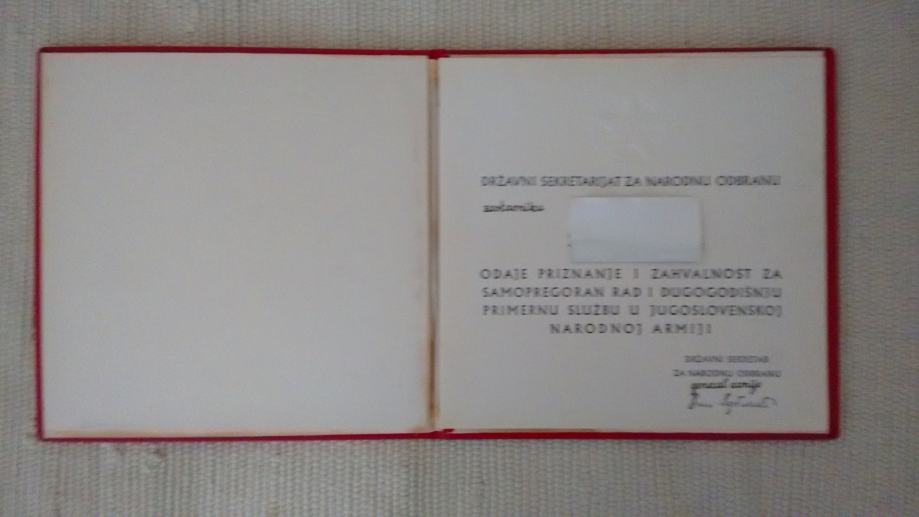 DRŽAVNI SEKRETARIJAT ZA NARODNU ODBRANU
zastavniku
ODAJE PRIZNANJE I ZAHVALNOST ZA
SAMOPREGORAN RAD I DUGOGODIŠNJU
PRIMERNU SLUŽBU U JUGOSLOVENSKOJ
NARODNOJ ARMIJI
DRŽAVNI SEKRETAR
ZA NARODNU ODBRANU
general armije